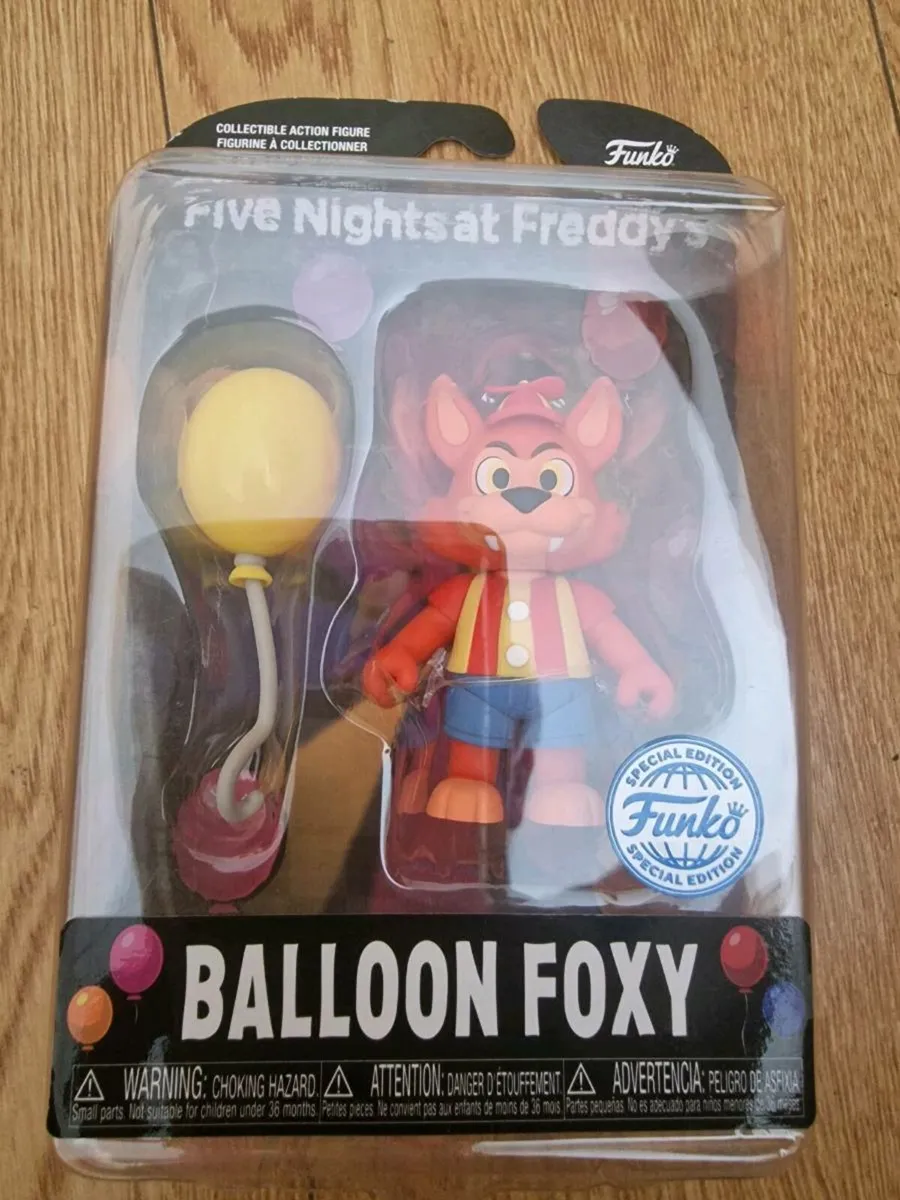 COLLECTIBLE ACTION FIGURE
FIGURINE À COLLECTIONNER
Funko
Five Nights at Freddy's
SPECIAL EDITION
Funko
SPECIAL EDITION
BALLOON FOXY
WARNING: CHOKING HAZARD.
Small parts. Not suitable for children under 36 months.
ATTENTION: DANGER D'ÉTOUFFEMENT
Petites pièces. Ne convient pas aux enfants de moins de 36 mois.
ADVERTENCIA: PELIGRO DE ASFIXIA
Partes pequeñas. No es adecuado para niños menores de 36 meses